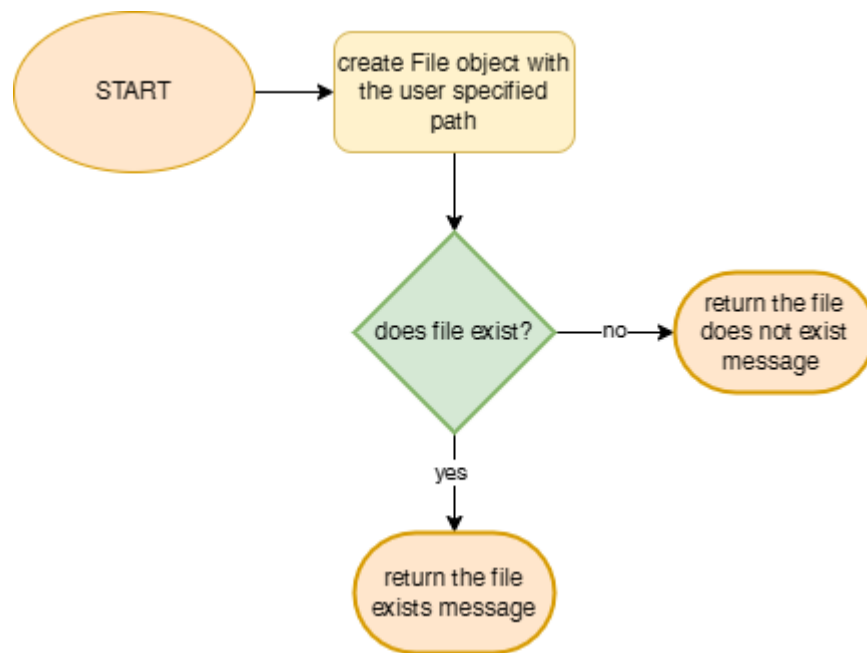 START
create File object with
the user specified
path
does file exist?
no
return the file
does not exist
message
yes
return the file
exists message